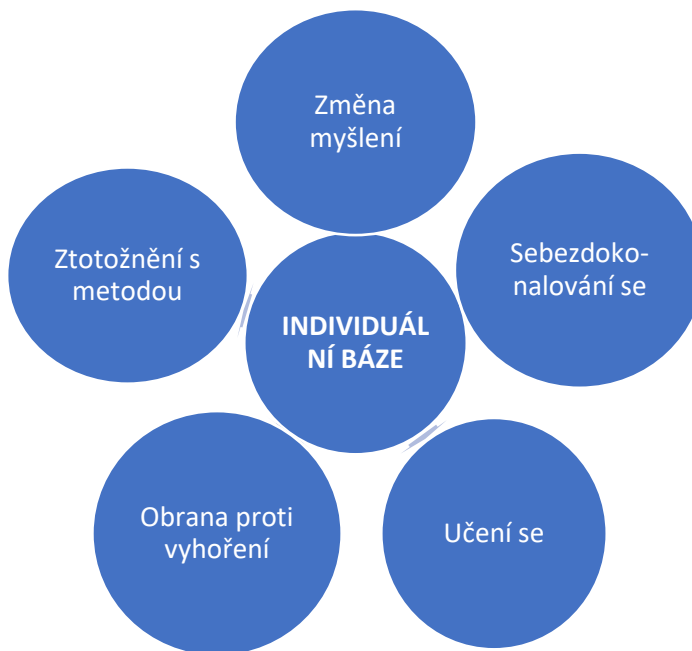 Změna
myšlení
Ztotožnění s
metodou
Sebezdoko-
nalování se
INDIVIDUÁL
NÍ BÁZE
Obrana proti
vyhoření
Učení se